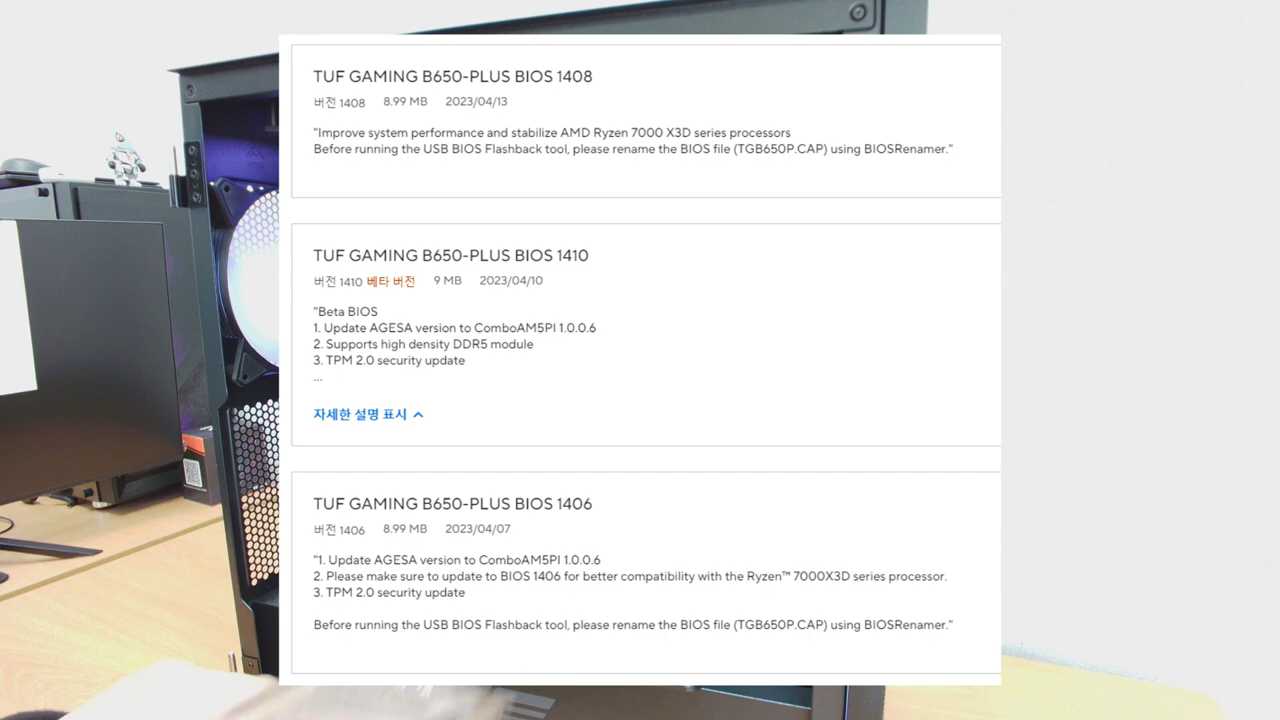 TUF GAMING B650-PLUS BIOS 1408
버전 1408 8.99 MB 2023/04/13
"Improve system performance and stabilize AMD Ryzen 7000 X3D series processors
Before running the USB BIOS Flashback tool, please rename the BIOS file (TGB650P.CAP) using BIOSRenamer."
TUF GAMING B650-PLUS BIOS 1410
버전 1410 베타 버전 9 MB 2023/04/10
"Beta BIOS
1. Update AGESA version to ComboAM5PI 1.0.0.6
2. Supports high density DDR5 module
3. TPM 2.0 security update
...
자세한 설명 표시
TUF GAMING B650-PLUS BIOS 1406
버전 1406 8.99 MB 2023/04/07
"1. Update AGESA version to ComboAM5PI 1.0.0.6
2. Please make sure to update to BIOS 1406 for better compatibility with the Ryzen™ 7000X3D series processor.
3. TPM 2.0 security update
Before running the USB BIOS Flashback tool, please rename the BIOS file (TGB650P.CAP) using BIOSRenamer."